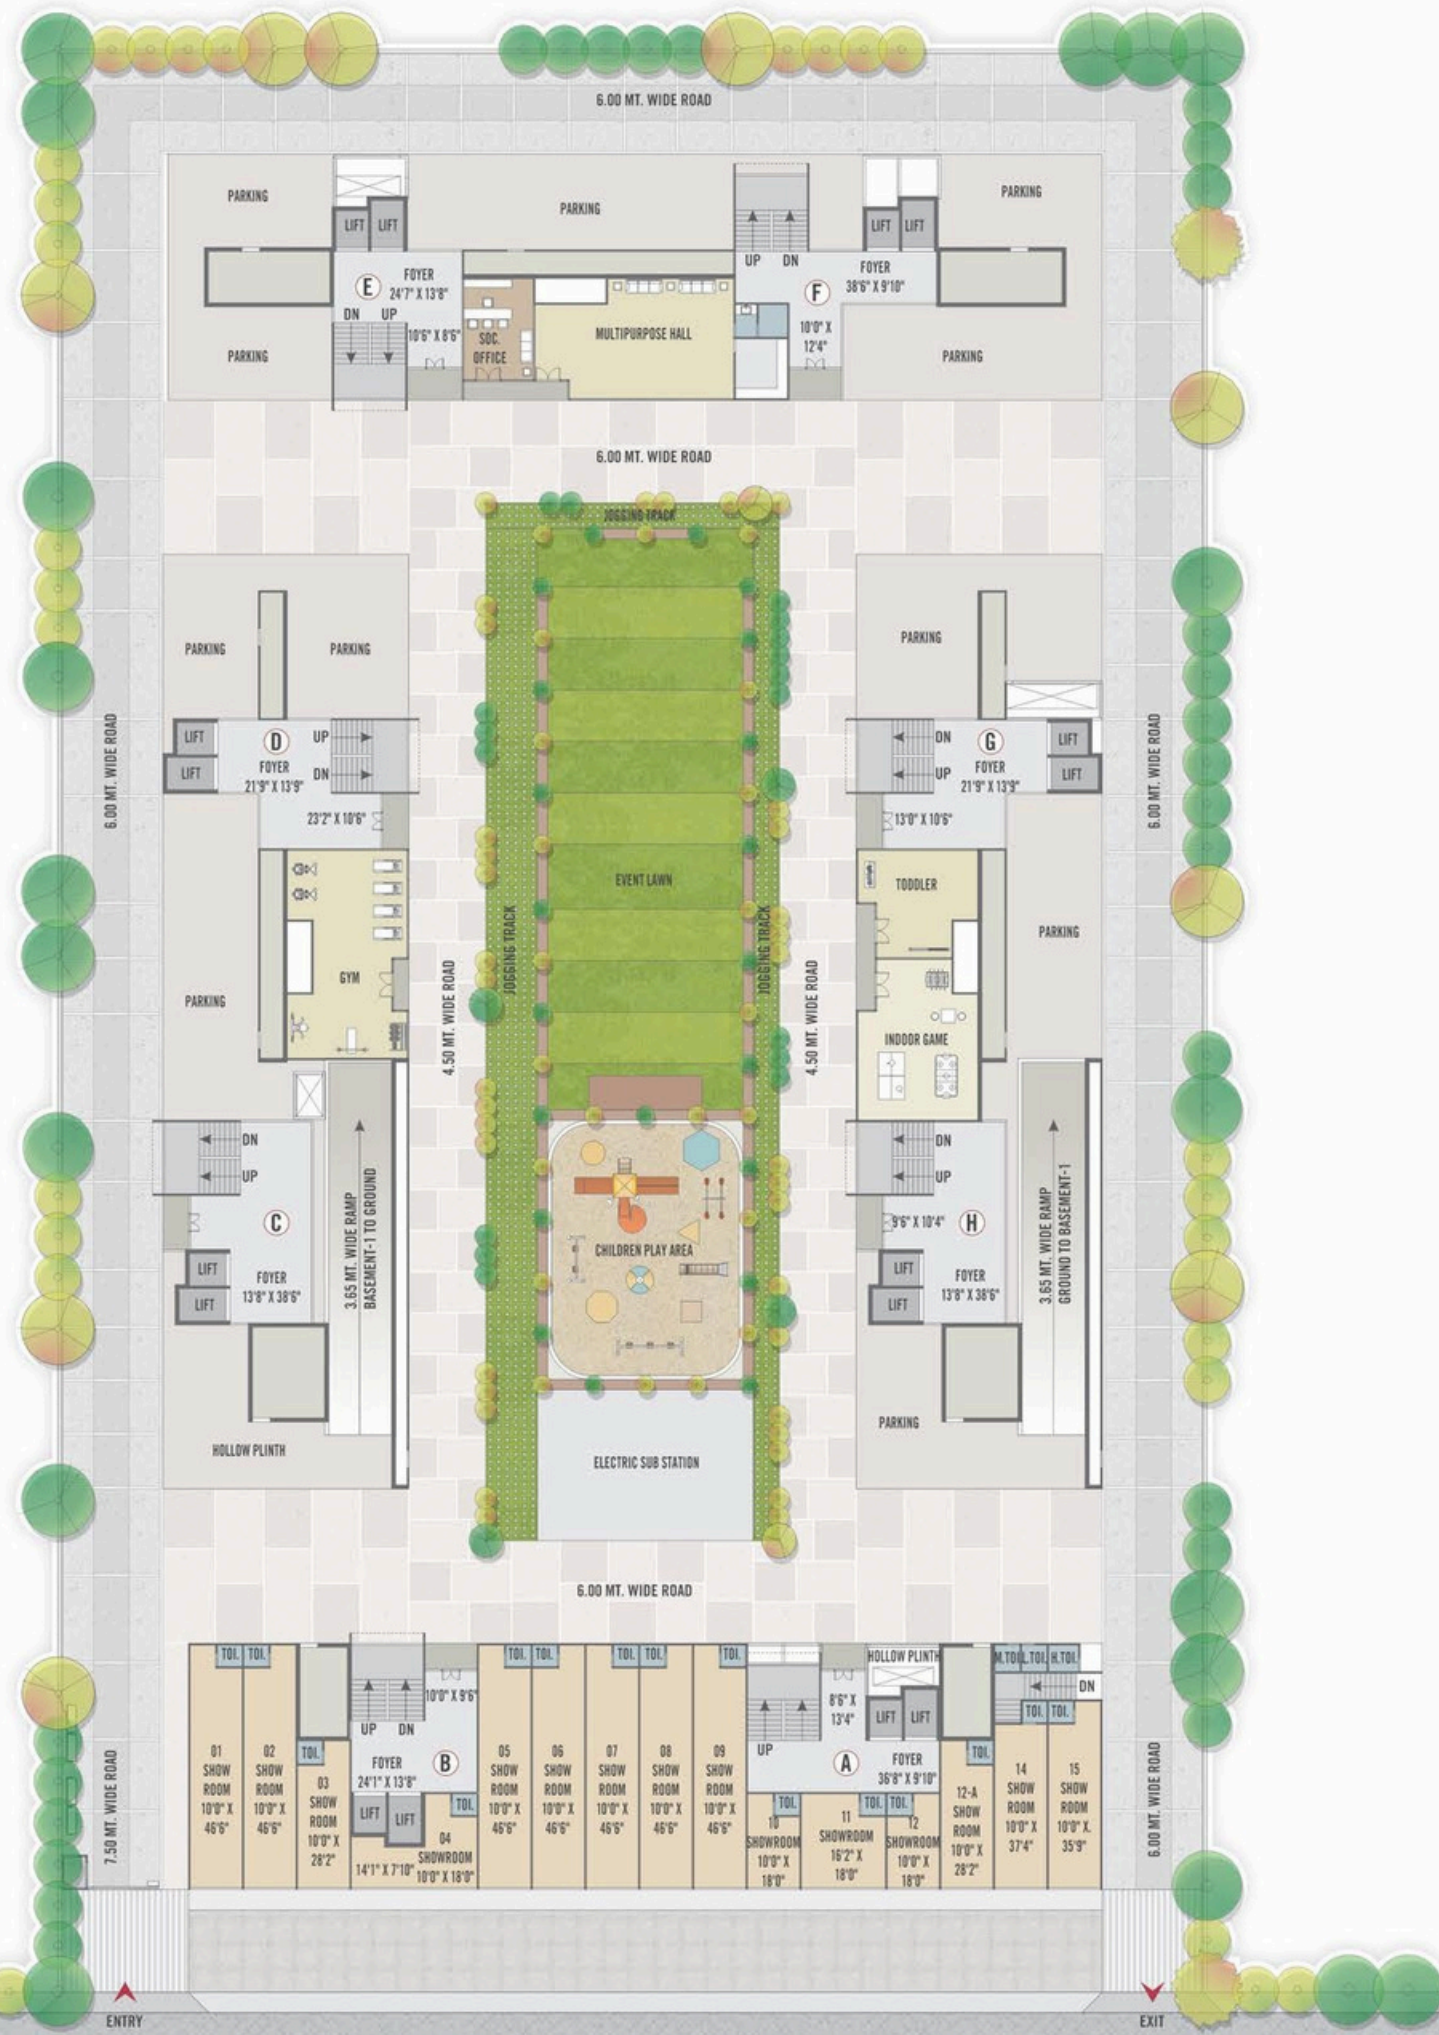 6.00 MT. WIDE ROAD
PARKING
PARKING
PARKING
LIFT
LIFT
LIFT
LIFT
UP
DN
E
FOYER
24'7" X 13'8"
FOYER
38'6" X 9'10"
F
DN
UP
10'6" X 8'6"
SOC.
OFFICE
MULTIPURPOSE HALL
10'0" X
12'4"
PARKING
PARKING
6.00 MT. WIDE ROAD
JOGGING TRACK
PARKING
PARKING
PARKING
6.00 MT. WIDE ROAD
LIFT
LIFT
D
FOYER
21'9" X 13'9"
UP
DN
23'2" X 10'6"
DN
UP
G
FOYER
21'9" X 13'9"
LIFT
LIFT
13'0" X 10'6"
6.00 MT. WIDE ROAD
GYM
PARKING
4.50 MT. WIDE ROAD
JOGGING TRACK
EVENT LAWN
JOGGING TRACK
4.50 MT. WIDE ROAD
TODDLER
INDOOR GAME
PARKING
DN
UP
C
LIFT
LIFT
FOYER
13'8" X 38'6"
3.65 MT. WIDE RAMP
BASEMENT-1 TO GROUND
HOLLOW PLINTH
CHILDREN PLAY AREA
ELECTRIC SUB STATION
DN
UP
9'6" X 10'4"
H
LIFT
LIFT
FOYER
13'8" X 38'6"
3.65 MT. WIDE RAMP
GROUND TO BASEMENT-1
PARKING
6.00 MT. WIDE ROAD
7.50 MT. WIDE ROAD
TOI.
TOI.
01
SHOW
ROOM
10'0" X
46'6"
02
SHOW
ROOM
10'0" X
46'6"
TOI.
03
SHOW
ROOM
10'0" X
28'2"
UP
DN
10'0" X 9'6"
FOYER
24'1" X 13'8"
B
LIFT
LIFT
14'1" X 7'10"
TOI.
04
SHOWROOM
10'0" X 18'0"
TOI.
TOI.
TOI.
TOI.
TOI.
05
SHOW
ROOM
10'0" X
46'6"
06
SHOW
ROOM
10'0" X
46'6"
07
SHOW
ROOM
10'0" X
46'6"
08
SHOW
ROOM
10'0" X
46'6"
09
SHOW
ROOM
10'0" X
46'6"
UP
8'6" X
13'4"
HOLLOW PLINTH
LIFT
LIFT
A
FOYER
36'8" X 9'10"
TOI.
10
SHOWROOM
10'0" X
18'0"
TOI.
11
SHOWROOM
16'2" X
18'0"
TOI.
12
SHOWROOM
10'0" X
18'0"
TOI.
12-A
SHOW
ROOM
10'0" X
28'2"
M.TOI.
L.TOI.
H.TOI.
DN
TOI.
TOI.
14
SHOW
ROOM
10'0" X
37'4"
15
SHOW
ROOM
10'0" X.
35'9"
6.00 MT. WIDE ROAD
ENTRY
EXIT